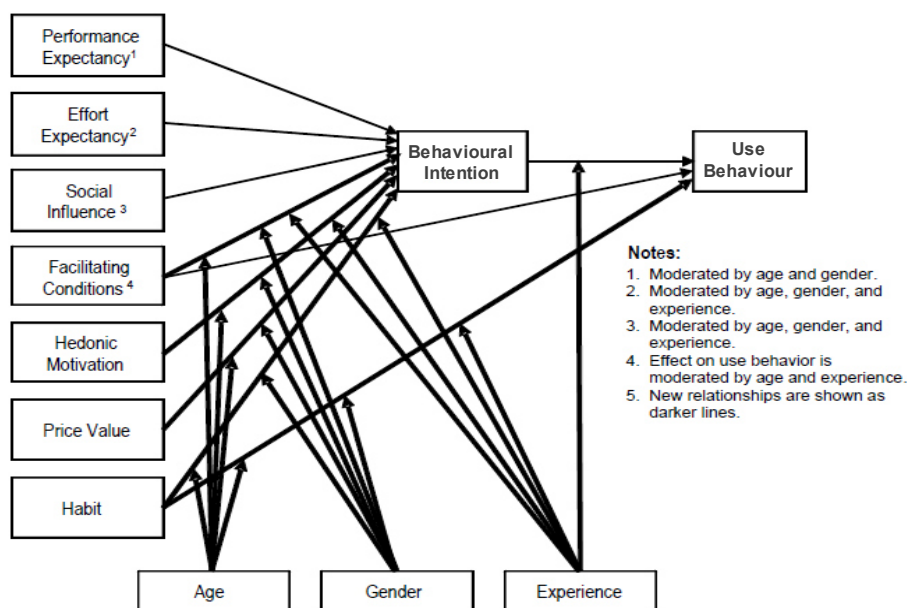 Performance
Expectancy1
Effort
Expectancy2
Social
Influence 3
Facilitating
Conditions 4
Hedonic
Motivation
Price Value
Habit
Behavioural
Intention
Use
Behaviour
Notes:
1. Moderated by age and gender.
2. Moderated by age, gender, and
experience.
3. Moderated by age, gender, and
experience.
4. Effect on use behavior is
moderated by age and experience.
5. New relationships are shown as
darker lines.
Age
Gender
Experience